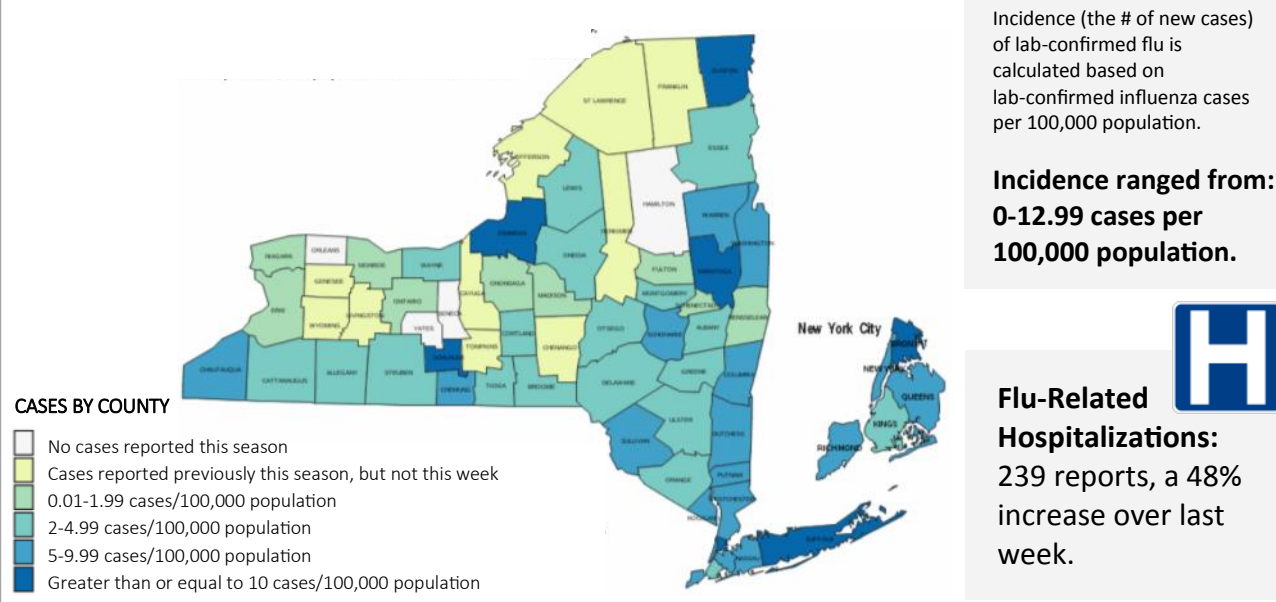 Incidence (the # of new cases)
of lab-confirmed flu is
calculated based on
lab-confirmed influenza cases
per 100,000 population.
Incidence ranged from:
0-12.99 cases per
100,000 population.
H
Flu-Related
Hospitalizations:
239 reports, a 48%
increase over last
week.
ST LAWRENCE
FRANKLIN
ESSEX
LEWIS
HAMILTON
WARREN
ONEIDA
FULTON
MONTGOMERY
NIAGARA
ORLEANS
MONROE
WAYNE
GENESEE
ONTARIO
ONONDAGA
MADISON
CAYUGA
ERIE
WYOMING
LIVINGSTON
YATES
SENECA
CORTLAND
OTSEGO
SCHOHARIE
ALBANY
RENSSELAER
CHAUTAUQUA
CATTARAUGUS
ALLEGANY
STEUBEN
CHEMUNG
TOMPKINS
TIOGA
CHENANGO
BROOME
DELAWARE
GREENE
COLUMBIA
ULSTER
SULLIVAN
DUTCHESS
ORANGE
PUTNAM
New York City
NEW YORK
QUEENS
KINGS
RICHMOND
CASES BY COUNTY
No cases reported this season
Cases reported previously this season, but not this week
0.01-1.99 cases/100,000 population
2-4.99 cases/100,000 population
5-9.99 cases/100,000 population
Greater than or equal to 10 cases/100,000 population